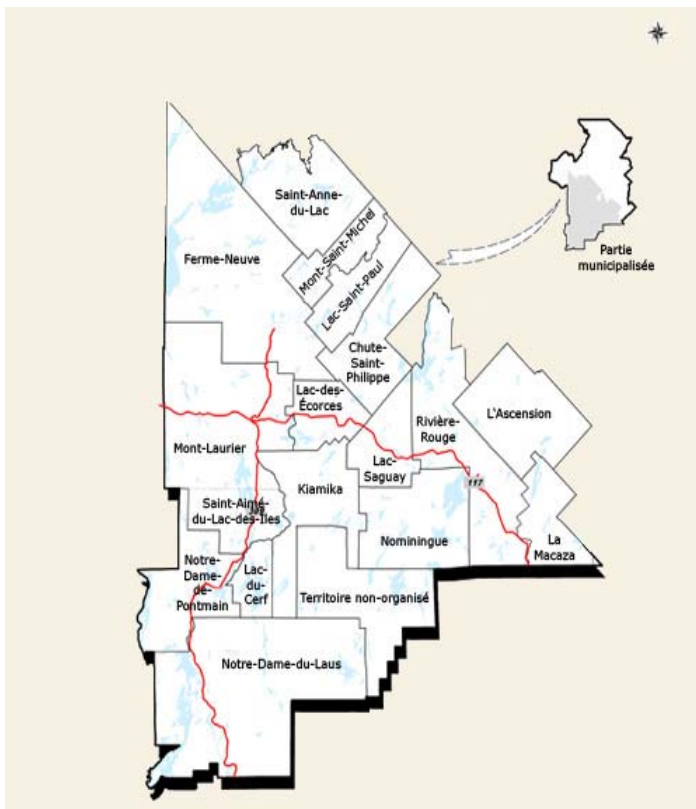 Saint-Anne-
du-Lac
Mont-Saint-Michel
Ferme-Neuve
Partie
municipalisée
Lac-Saint-Paul
Chute-
Saint-
Philippe
Lac-des-
Écorces
L'Ascension
Rivière-
Rouge
Mont-Laurier
Lac-
Saguay
117
Kiamika
Saint-Aimé-
du-Lac-des-Iles
Nominingue
La
Macaza
Notre-
Dame-
de-
Pontmain
Lac-
du-
Cerf
Territoire non-organisé
Notre-Dame-du-Laus